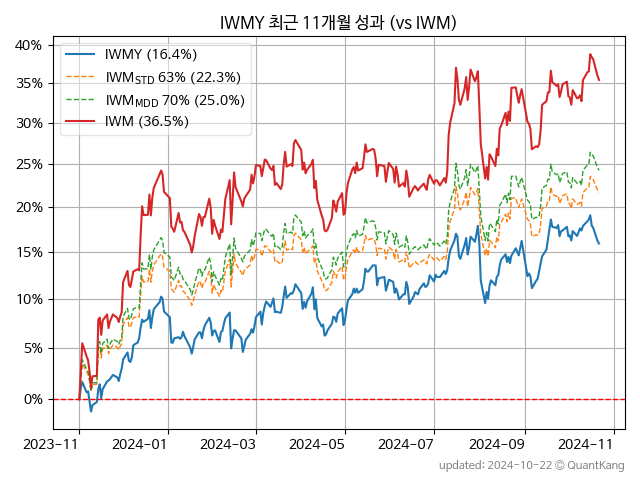 IWMY 최근 11개월 성과 (vs IWM)
IWMY (16.4%)
IWM_STD 63% (22.3%)
IWM_MDD 70% (25.0%)
IWM (36.5%)
40%
35%
30%
25%
20%
15%
10%
5%
0%
2023-11 2024-01 2024-03 2024-05 2024-07 2024-09 2024-11
updated: 2024-10-22 © QuantKang